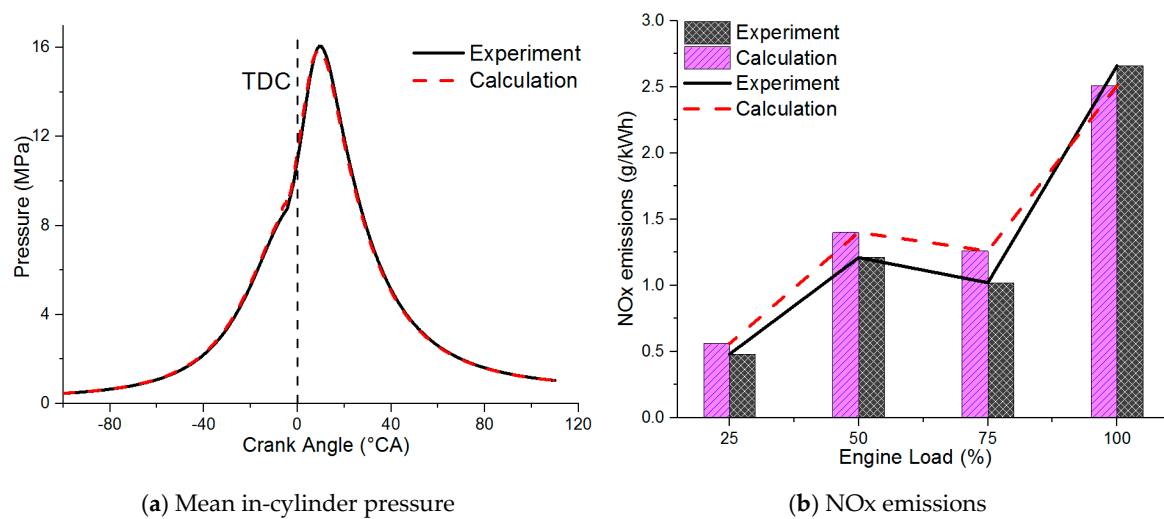 16
12
8
4
0
Pressure (MPa)
-80
-40
0
40
80
120
Crank Angle (°CA)
TDC
Experiment
Calculation
(a) Mean in-cylinder pressure
3.0
2.5
2.0
1.5
1.0
0.5
0.0
NOx emissions (g/kWh)
25
50
75
100
Engine Load (%)
Experiment
Calculation
Experiment
Calculation
(b) NOx emissions